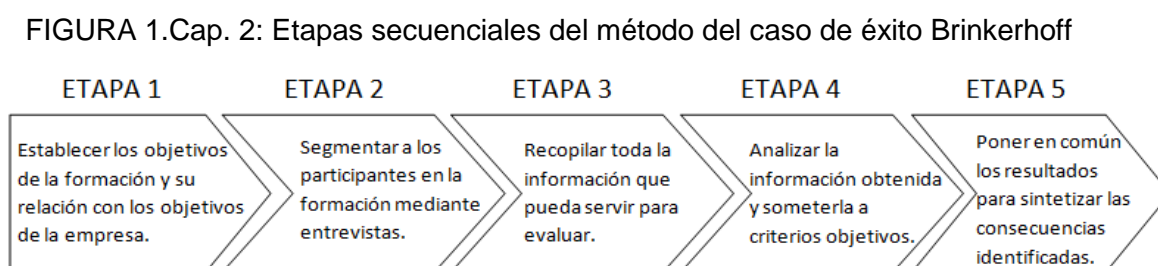 FIGURA 1.Cap. 2: Etapas secuenciales del método del caso de éxito Brinkerhoff
ETAPA 1
Establecer los objetivos
de la formación y su
relación con los objetivos
de la empresa.
ETAPA 2
Segmentar a los
participantes en la
formación mediante
entrevistas.
ETAPA 3
Recopilar toda la
información que
pueda servir para
evaluar.
ETAPA 4
Analizar la
información obtenida
y someterla a
criterios objetivos.
ETAPA 5
Poner en común
los resultados
para sintetizar las
consecuencias
identificadas.